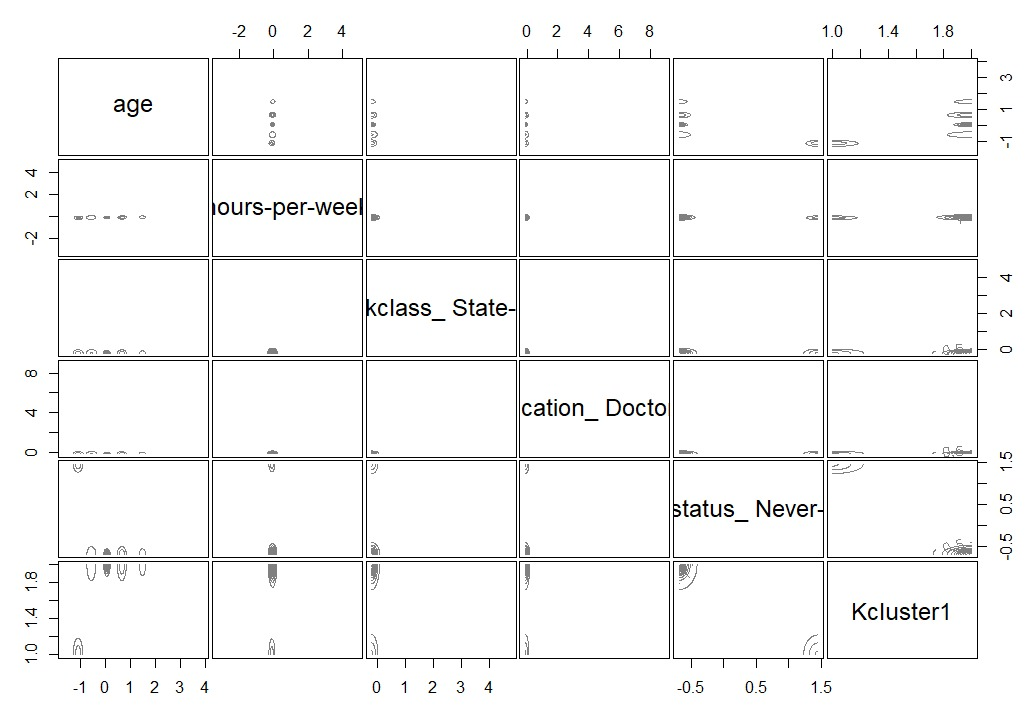 -2 0 2 4
0 2 4 6 8
1.0 1.4 1.8
age
-1 1 3
-2 2 4
hours-per-weel
0 2 4
kclass_ State-
0 4 8
cation_ Docto
-0.5 0.5 1.5
status_ Never-
1.0 1.4 1.8
Kcluster1
-1 0 1 2 3 4
0 1 2 3 4
-0.5 0.5 1.5